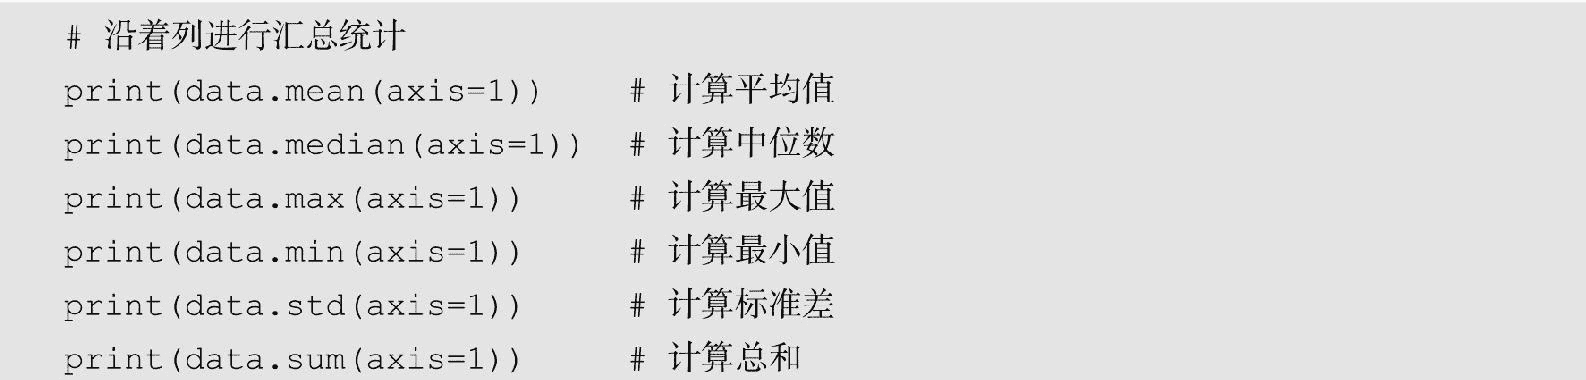 # 沿着列进行汇总统计
print(data.mean(axis=1))    # 计算平均值
print(data.median(axis=1))  # 计算中位数
print(data.max(axis=1))     # 计算最大值
print(data.min(axis=1))     # 计算最小值
print(data.std(axis=1))     # 计算标准差
print(data.sum(axis=1))     # 计算总和